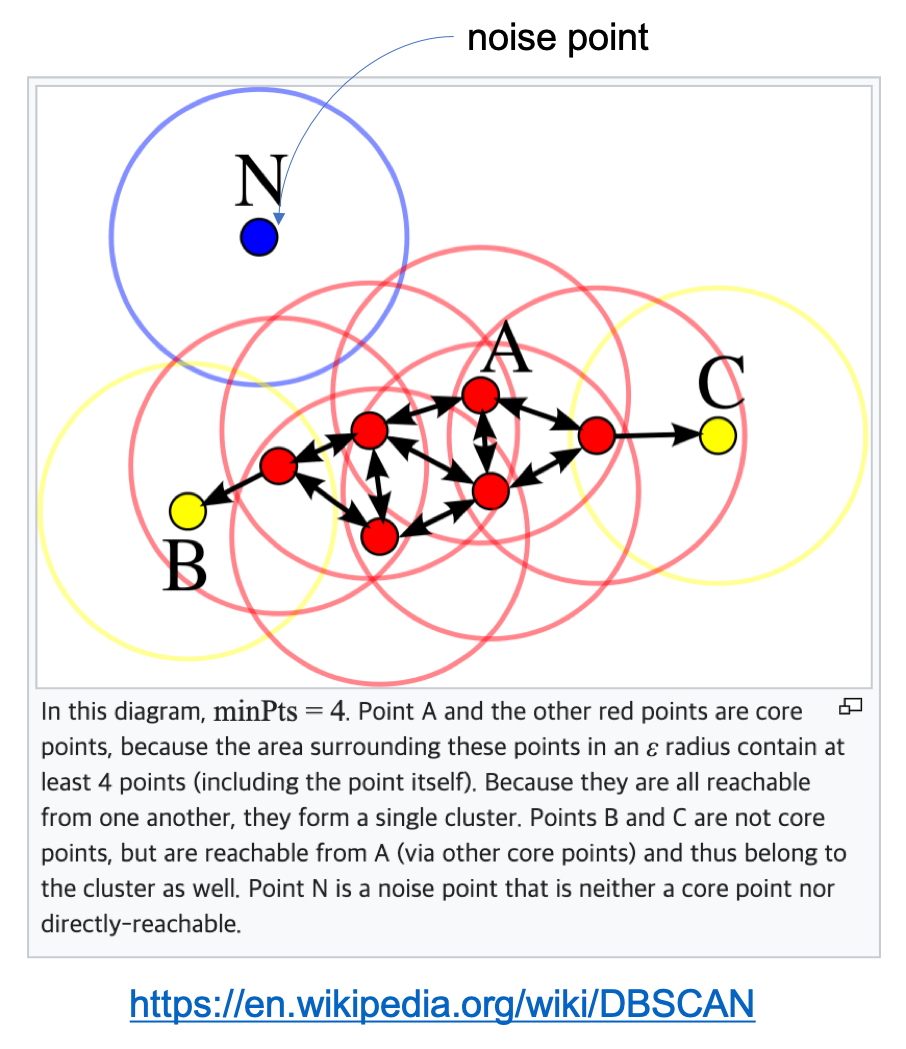 noise point
N
A
C
B
In this diagram, minPts = 4. Point A and the other red points are core
points, because the area surrounding these points in an ε radius contain at
least 4 points (including the point itself). Because they are all reachable
from one another, they form a single cluster. Points B and C are not core
points, but are reachable from A (via other core points) and thus belong to
the cluster as well. Point N is a noise point that is neither a core point nor
directly-reachable.
https://en.wikipedia.org/wiki/DBSCAN